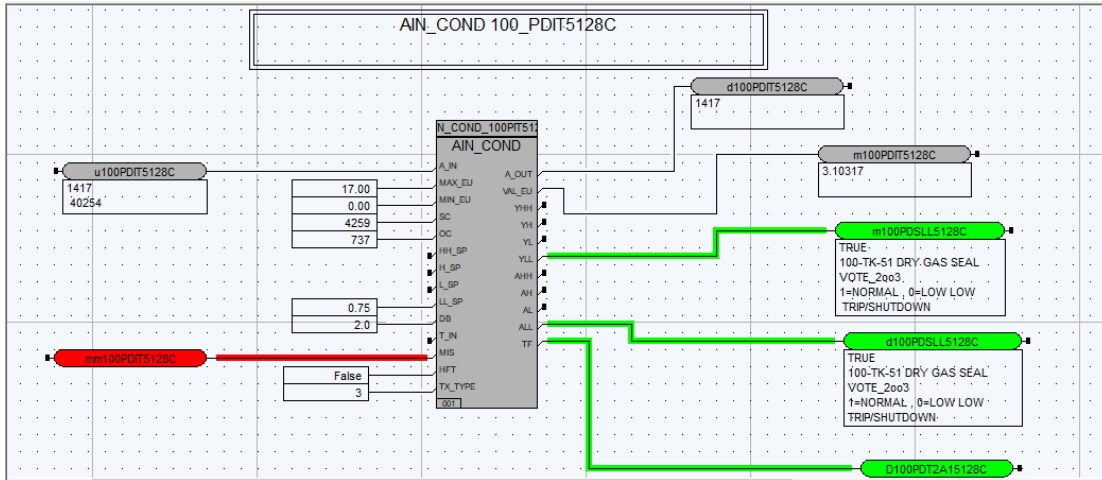 AIN_COND 100_PDIT5128C
d100PDIT5128C
1417
N_COND_100PIT512
AIN_COND
m100PDIT5128C
3.10317
u100PDIT5128C
1417
40254
17.00
0.00
4259
737
0.75
2.0
mm100PDIT5128C
False
3
A_IN
MAX_EU
MIN_EU
SC
OC
HH_SP
H_SP
L_SP
LL_SP
DB
T_IN
MIS
HFT
TX_TYPE
001
A_OUT
VAL_EU
YHH
YH
YL
YLL
AHH
AH
AL
ALL
TF
m100PDSLL5128C
TRUE
100-TK-51 DRY GAS SEAL
VOTE_2oo3
1=NORMAL , 0=LOW LOW
TRIP/SHUTDOWN
d100PDSLL5128C
TRUE
100-TK-51 DRY GAS SEAL
VOTE_2oo3
1=NORMAL , 0=LOW LOW
TRIP/SHUTDOWN
D100PDT2A15128C